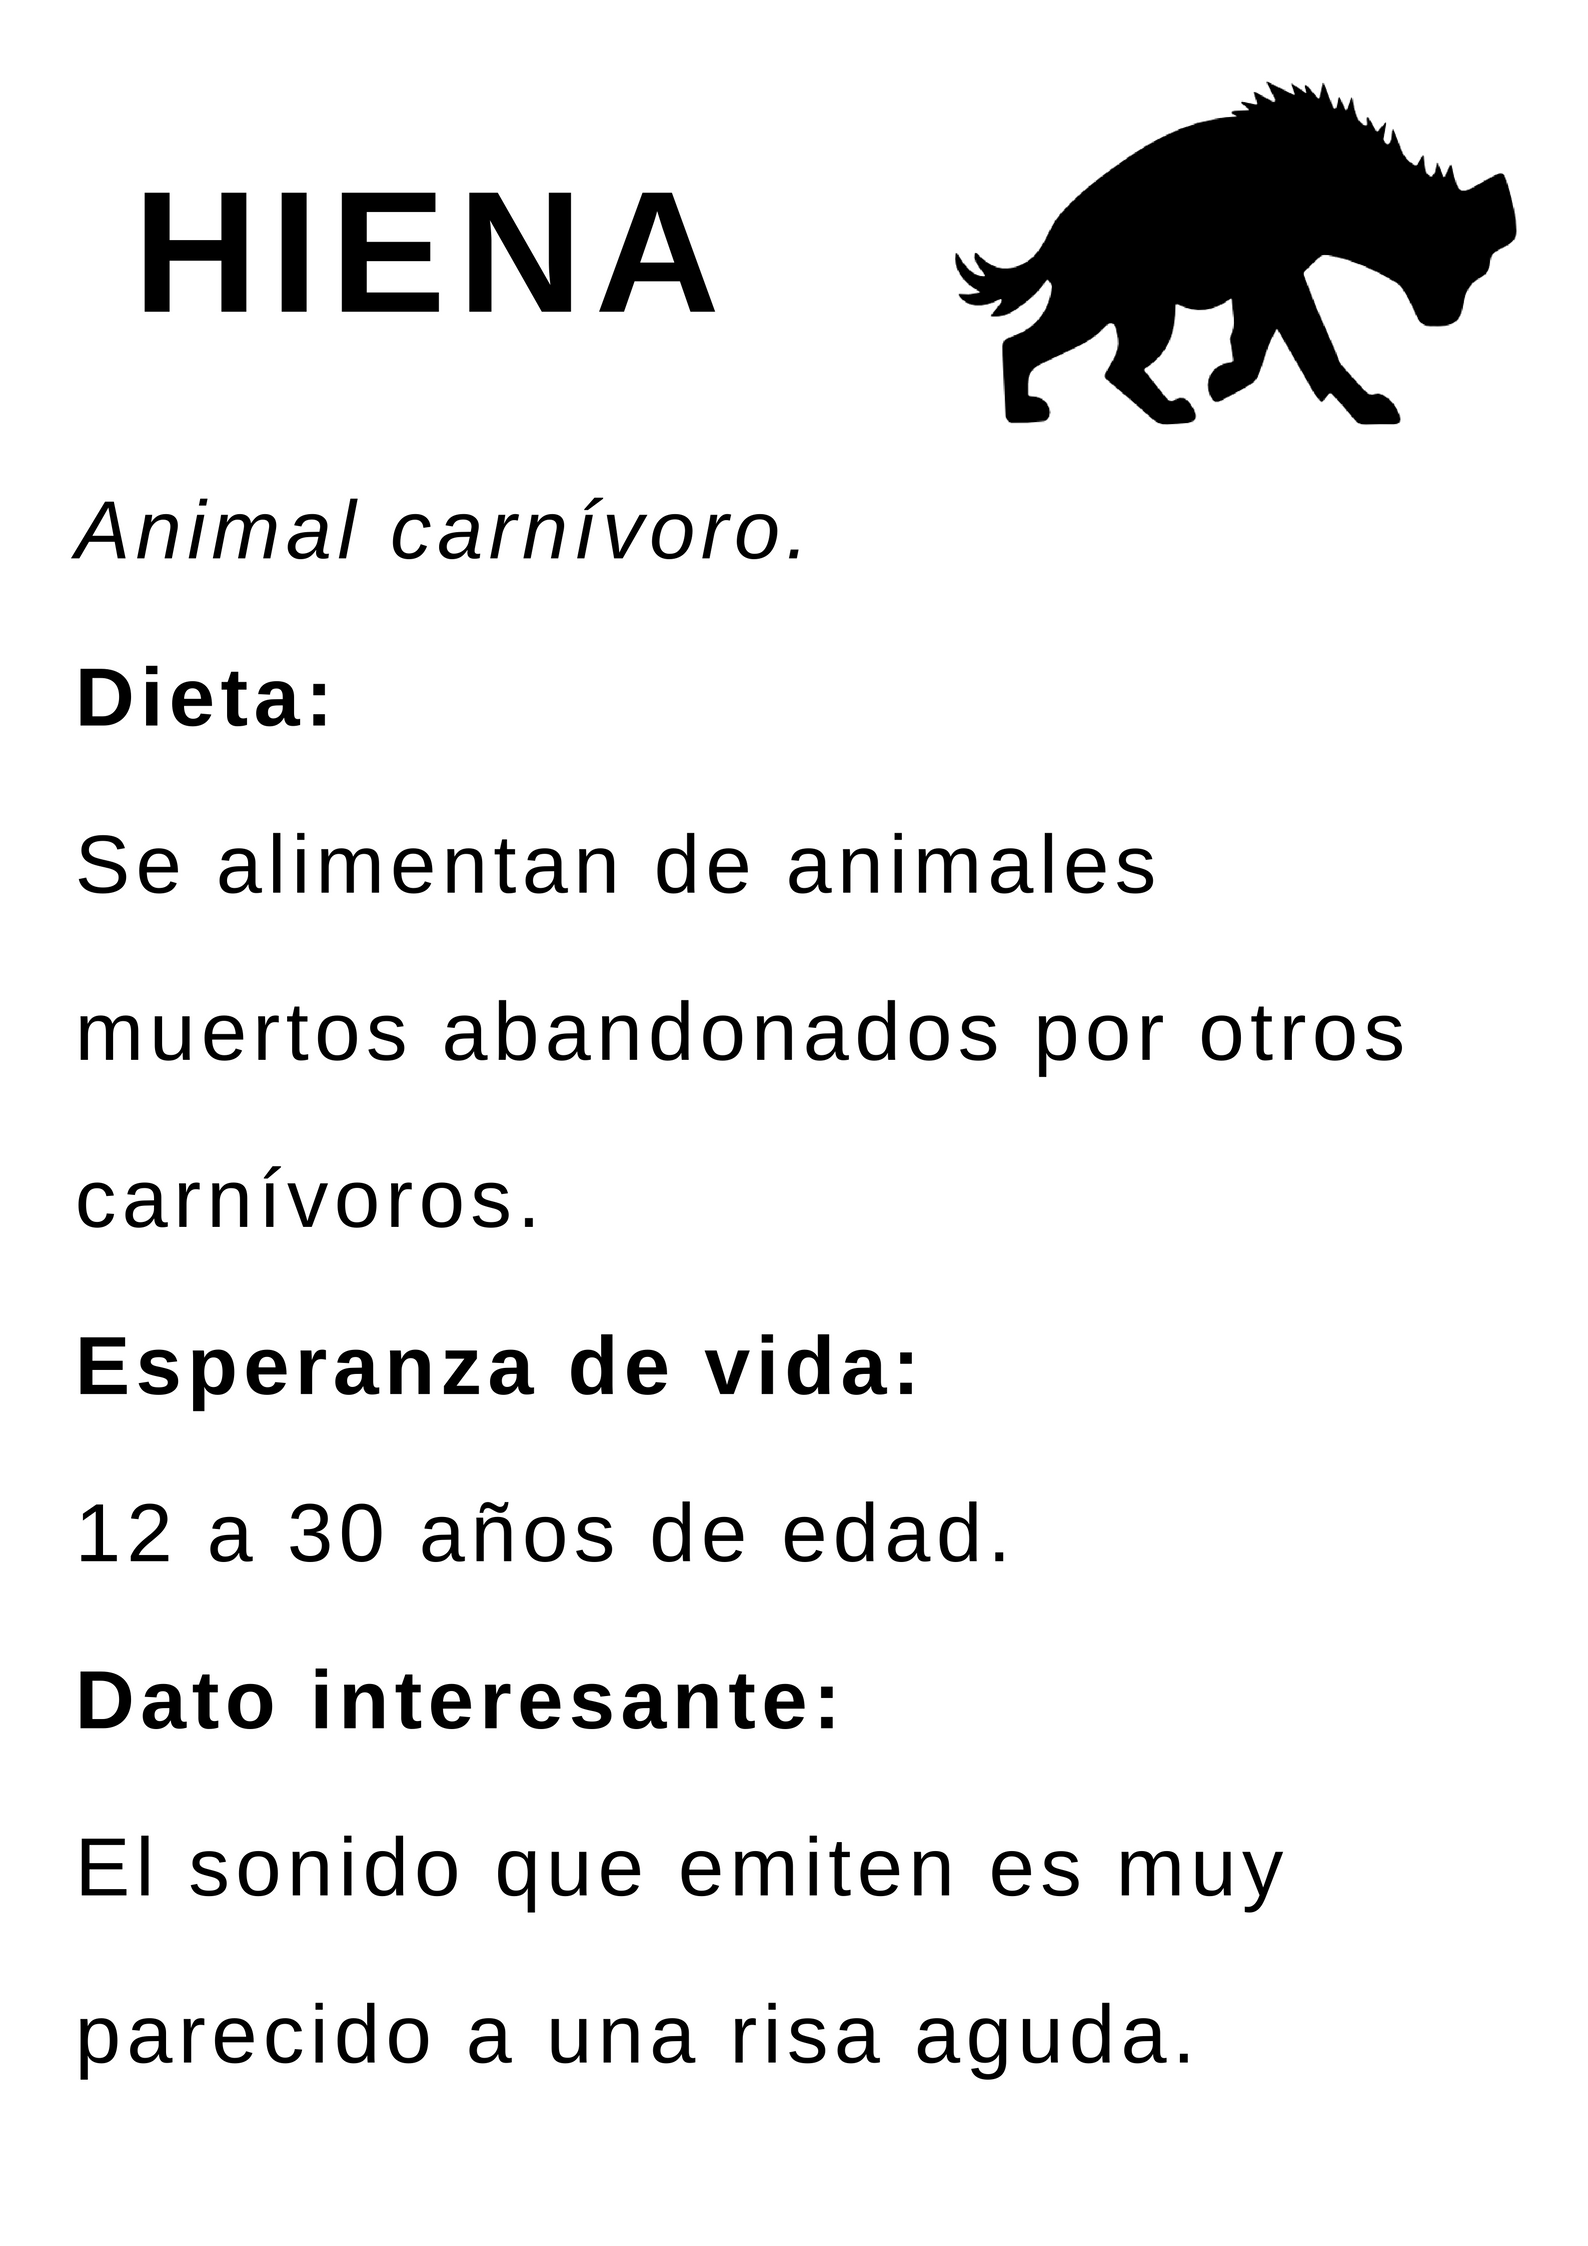 HIENA
Animal carnívoro.
Dieta:
Se alimentan de animales
muertos abandonados por otros
carnívoros.
Esperanza de vida:
12 a 30 años de edad.
Dato interesante:
El sonido que emiten es muy
parecido a una risa aguda.